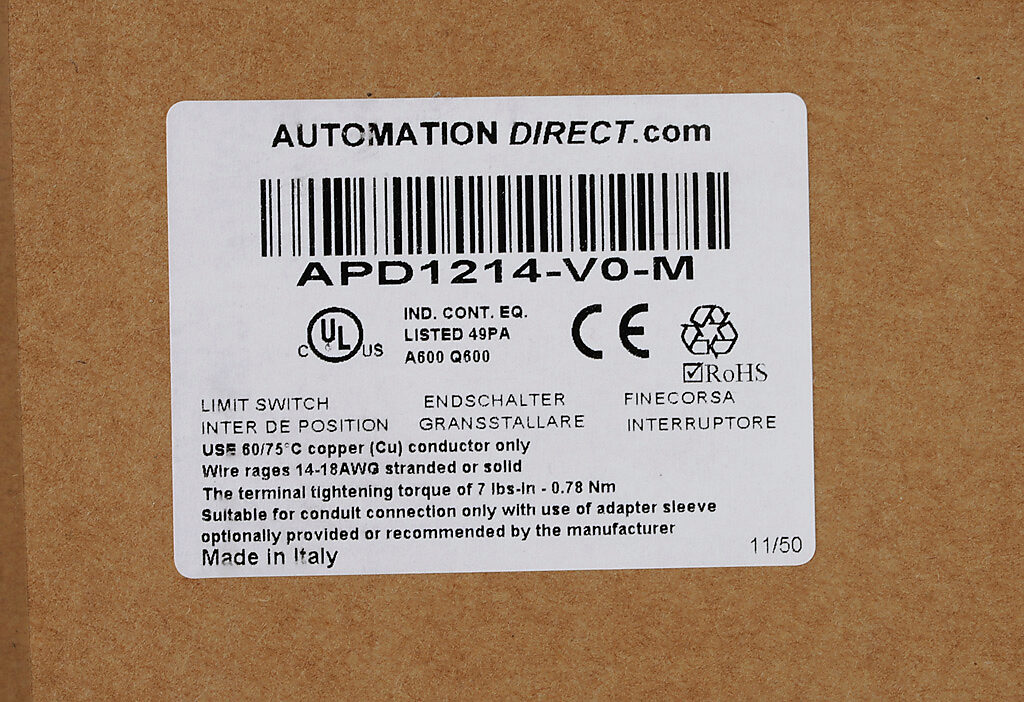 AUTOMATION DIRECT.com
APD1214-V0-M
C UL US
IND. CONT. EQ.
LISTED 49PA
A600 Q600
CE
RoHS
LIMIT SWITCH ENDSCHALTER FINECORSA
INTER DE POSITION GRANSSTALLARE INTERRUPTORE
USE 60/75°C copper (Cu) conductor only
Wire rages 14-18AWG stranded or solid
The terminal tightening torque of 7 lbs-in - 0.78 Nm
Suitable for conduit connection only with use of adapter sleeve
optionally provided or recommended by the manufacturer
Made in Italy
11/50